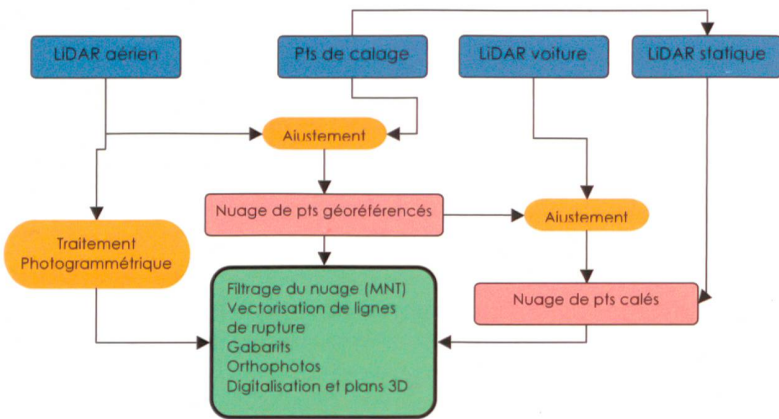 LiDAR aérien
Pts de calage
LiDAR voiture
LiDAR statique
Ajustement
Nuage de pts géoréférencés
Ajustement
Traitement
Photogrammétrique
Filtrage du nuage (MNT)
Vectorisation de lignes
de rupture
Gabarits
Orthophotos
Digitalisation et plans 3D
Nuage de pts calés